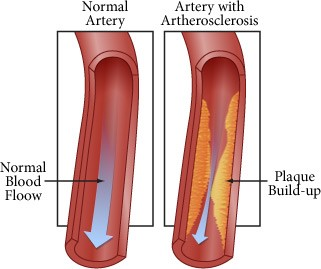 Normal
Artery
Artery with
Artherosclerosis
Normal
Blood
Floow
Plaque
Build-up